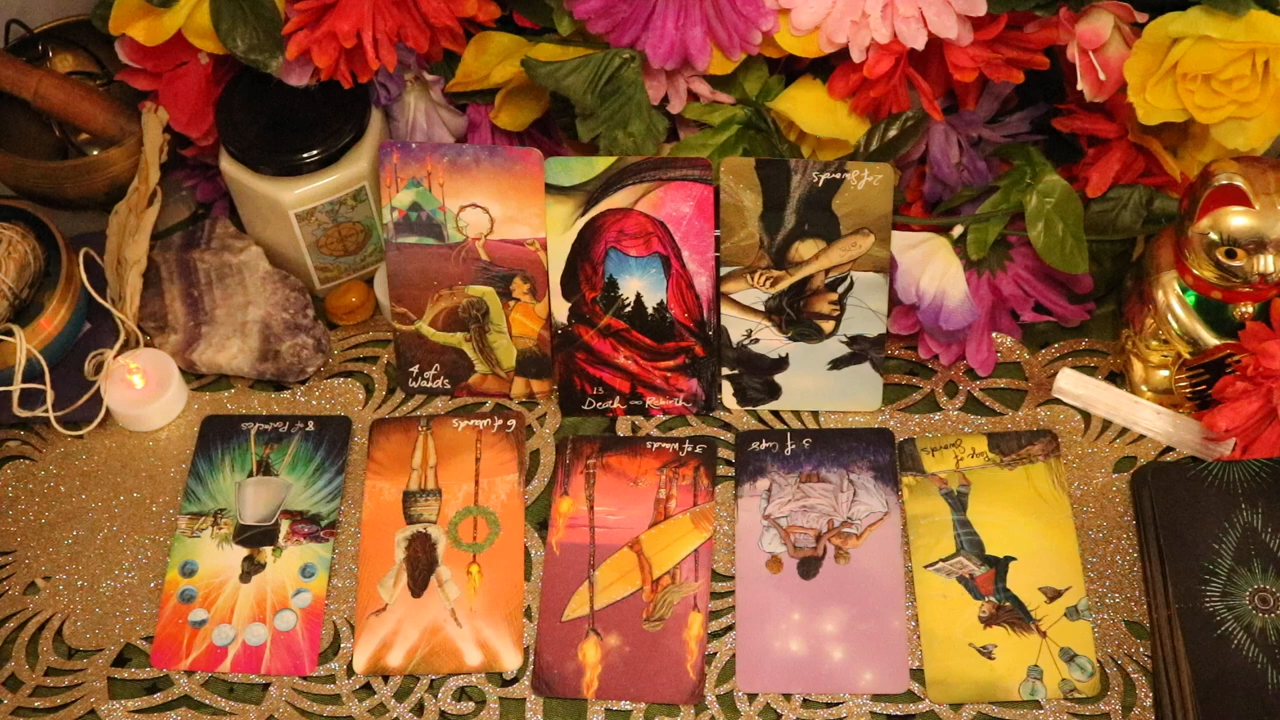 4 of
Wands
13
Death ∞ Rebirth
2 of Swords
8 of Pentacles
6 of Wands
3 of Wands
3 of Cups
Page of
Swords